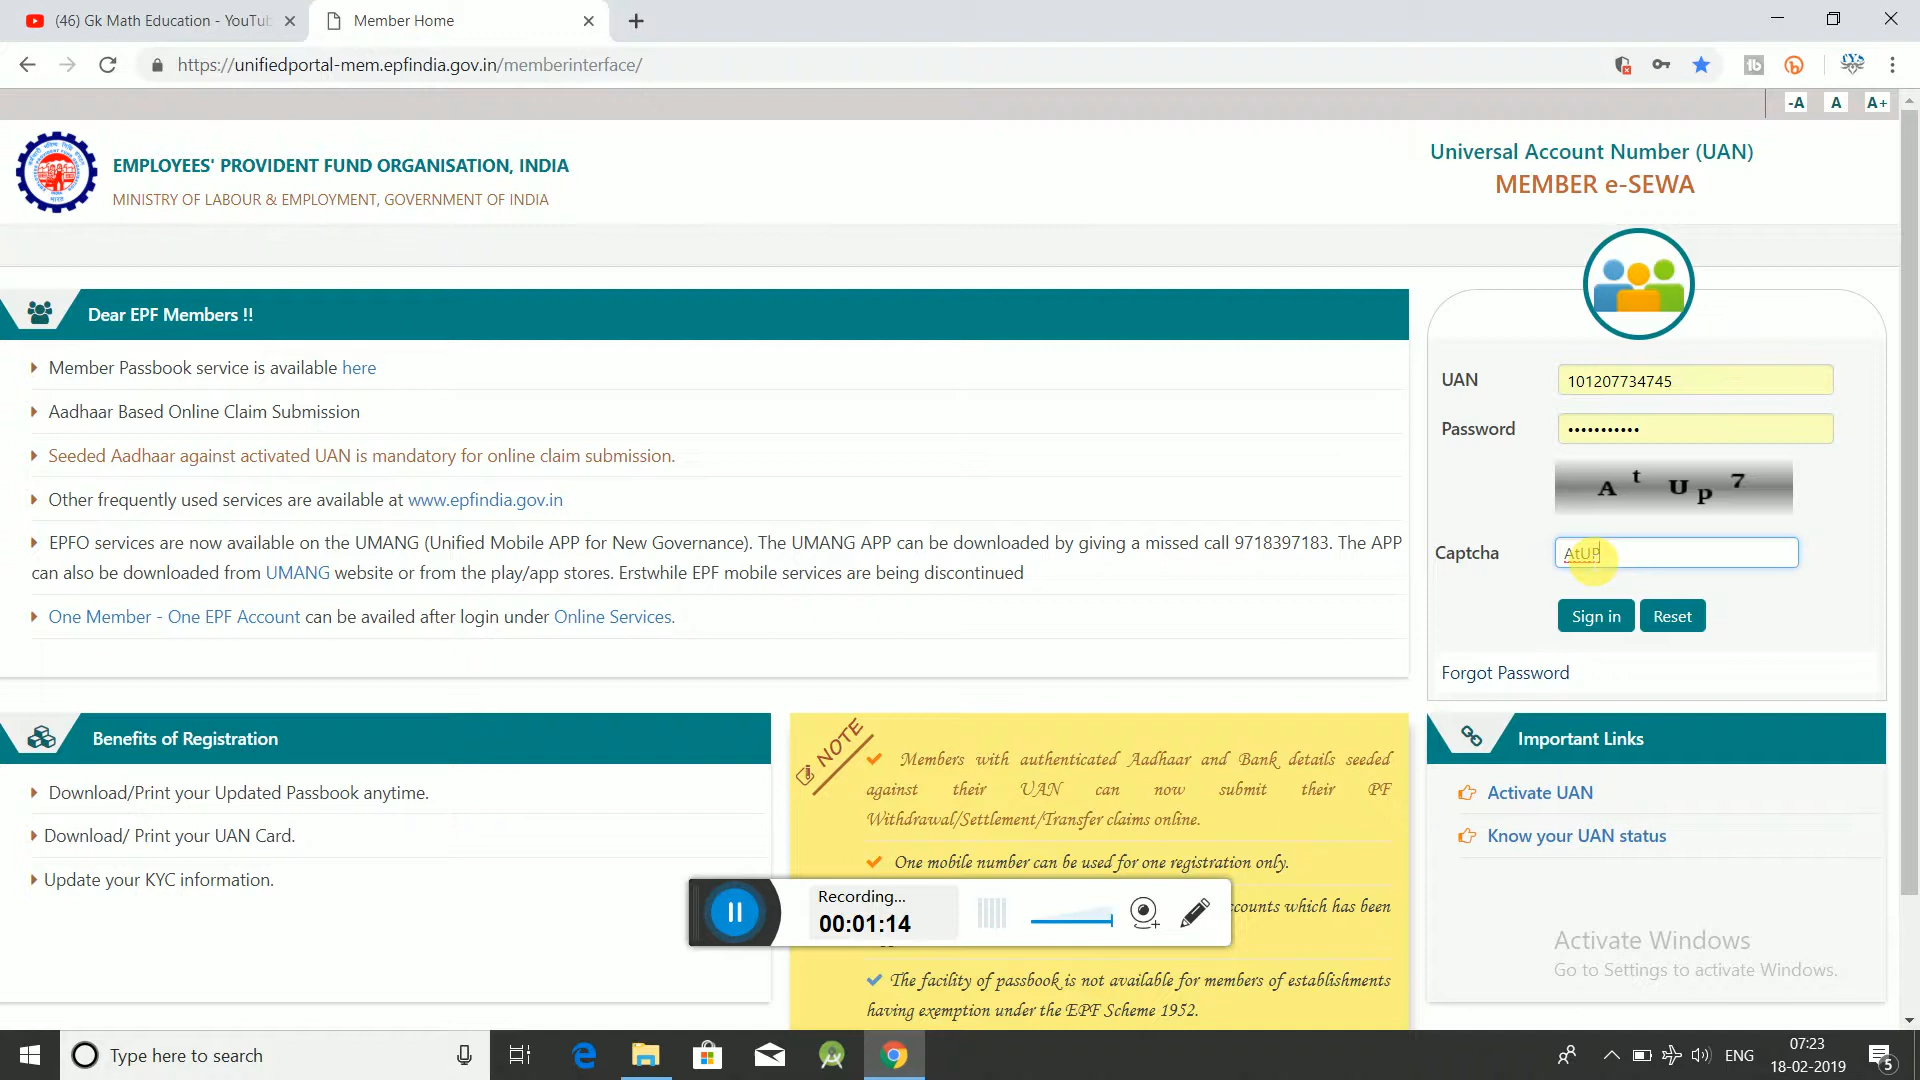 (46) Gk Math Education - YouTu
Member Home
https://unifiedportal-mem.epfindia.gov.in/memberinterface/
-A A A+
EMPLOYEES' PROVIDENT FUND ORGANISATION, INDIA
MINISTRY OF LABOUR & EMPLOYMENT, GOVERNMENT OF INDIA
Universal Account Number (UAN)
MEMBER e-SEWA
Dear EPF Members !!
Member Passbook service is available here
Aadhaar Based Online Claim Submission
Seeded Aadhaar against activated UAN is mandatory for online claim submission.
Other frequently used services are available at www.epfindia.gov.in
EPFO services are now available on the UMANG (Unified Mobile APP for New Governance). The UMANG APP can be downloaded by giving a missed call 9718397183. The APP
can also be downloaded from UMANG website or from the play/app stores. Erstwhile EPF mobile services are being discontinued
One Member - One EPF Account can be availed after login under Online Services.
UAN 101207734745
Password •••••••••••
A t U p 7
Captcha AtUP
Sign in Reset
Forgot Password
Benefits of Registration
Download/Print your Updated Passbook anytime.
Download/ Print your UAN Card.
Update your KYC information.
NOTE
Members with authenticated Aadhaar and Bank details seeded
against their UAN can now submit their PF
Withdrawal/Settlement/Transfer claims online.
One mobile number can be used for one registration only.
counts which has been
The facility of passbook is not available for members of establishments
having exemption under the EPF Scheme 1952.
Important Links
Activate UAN
Know your UAN status
Recording...
00:01:14
Activate Windows
Go to Settings to activate Windows.
Type here to search
ENG
07:23
18-02-2019
5